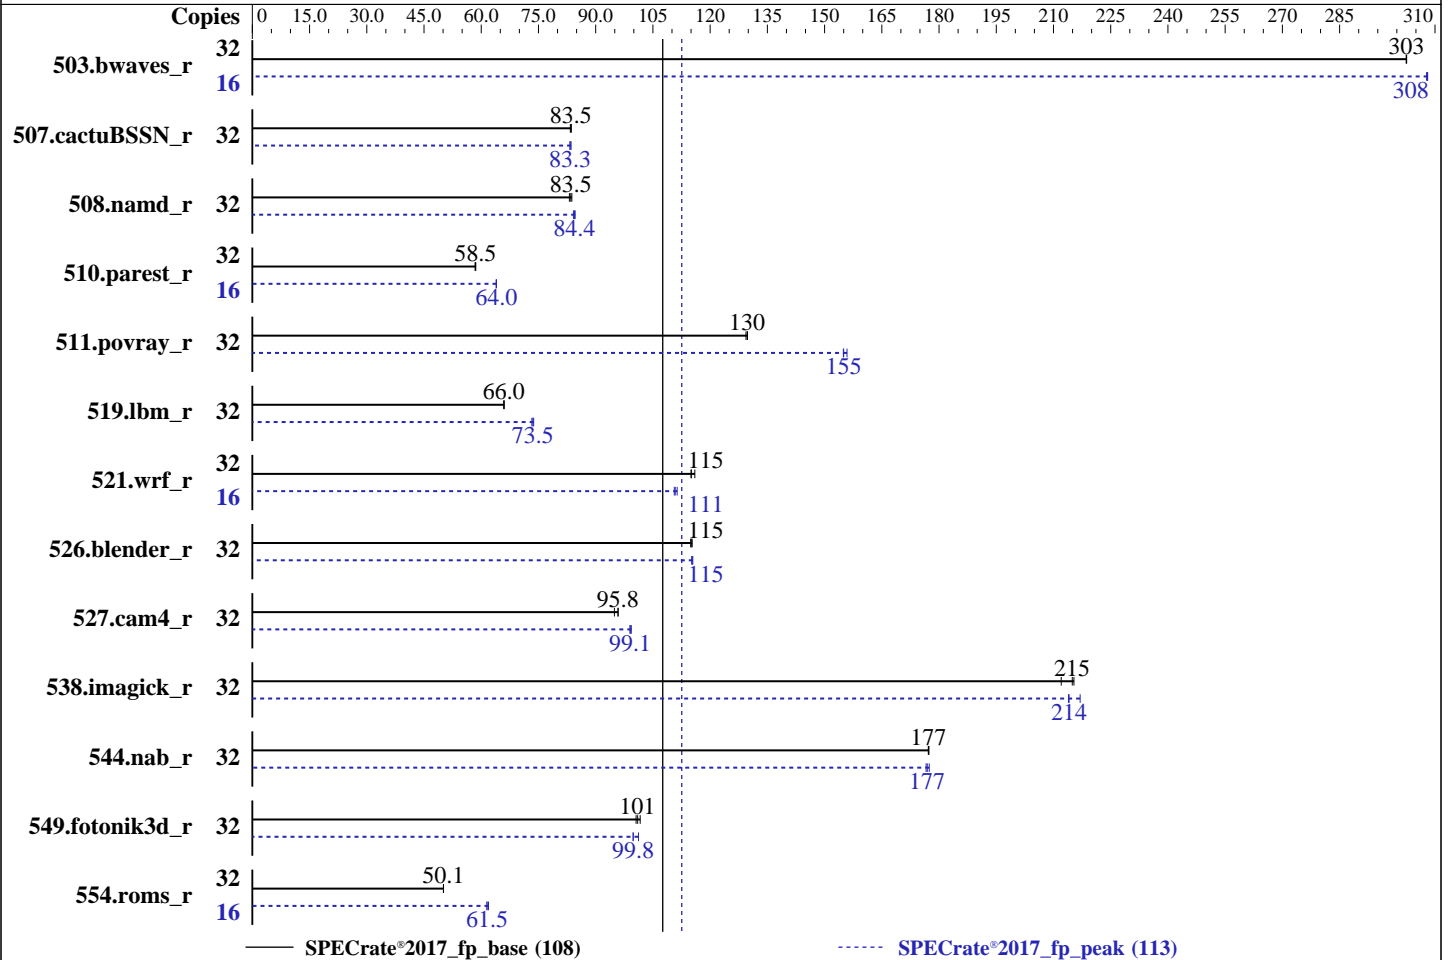 Copies 0 15.0 30.0 45.0 60.0 75.0 90.0 105 120 135 150 165 180 195 210 225 240 255 270 285 310
503.bwaves_r 32 303
16 308
507.cactuBSSN_r 32 83.5
83.3
508.namd_r 32 83.5
84.4
510.parest_r 32 58.5
16 64.0
511.povray_r 32 130
155
519.lbm_r 32 66.0
73.5
521.wrf_r 32 115
16 111
526.blender_r 32 115
115
527.cam4_r 32 95.8
99.1
538.imagick_r 32 215
214
544.nab_r 32 177
177
549.fotonik3d_r 32 101
99.8
554.roms_r 32 50.1
16 61.5
SPECrate®2017_fp_base (108) SPECrate®2017_fp_peak (113)